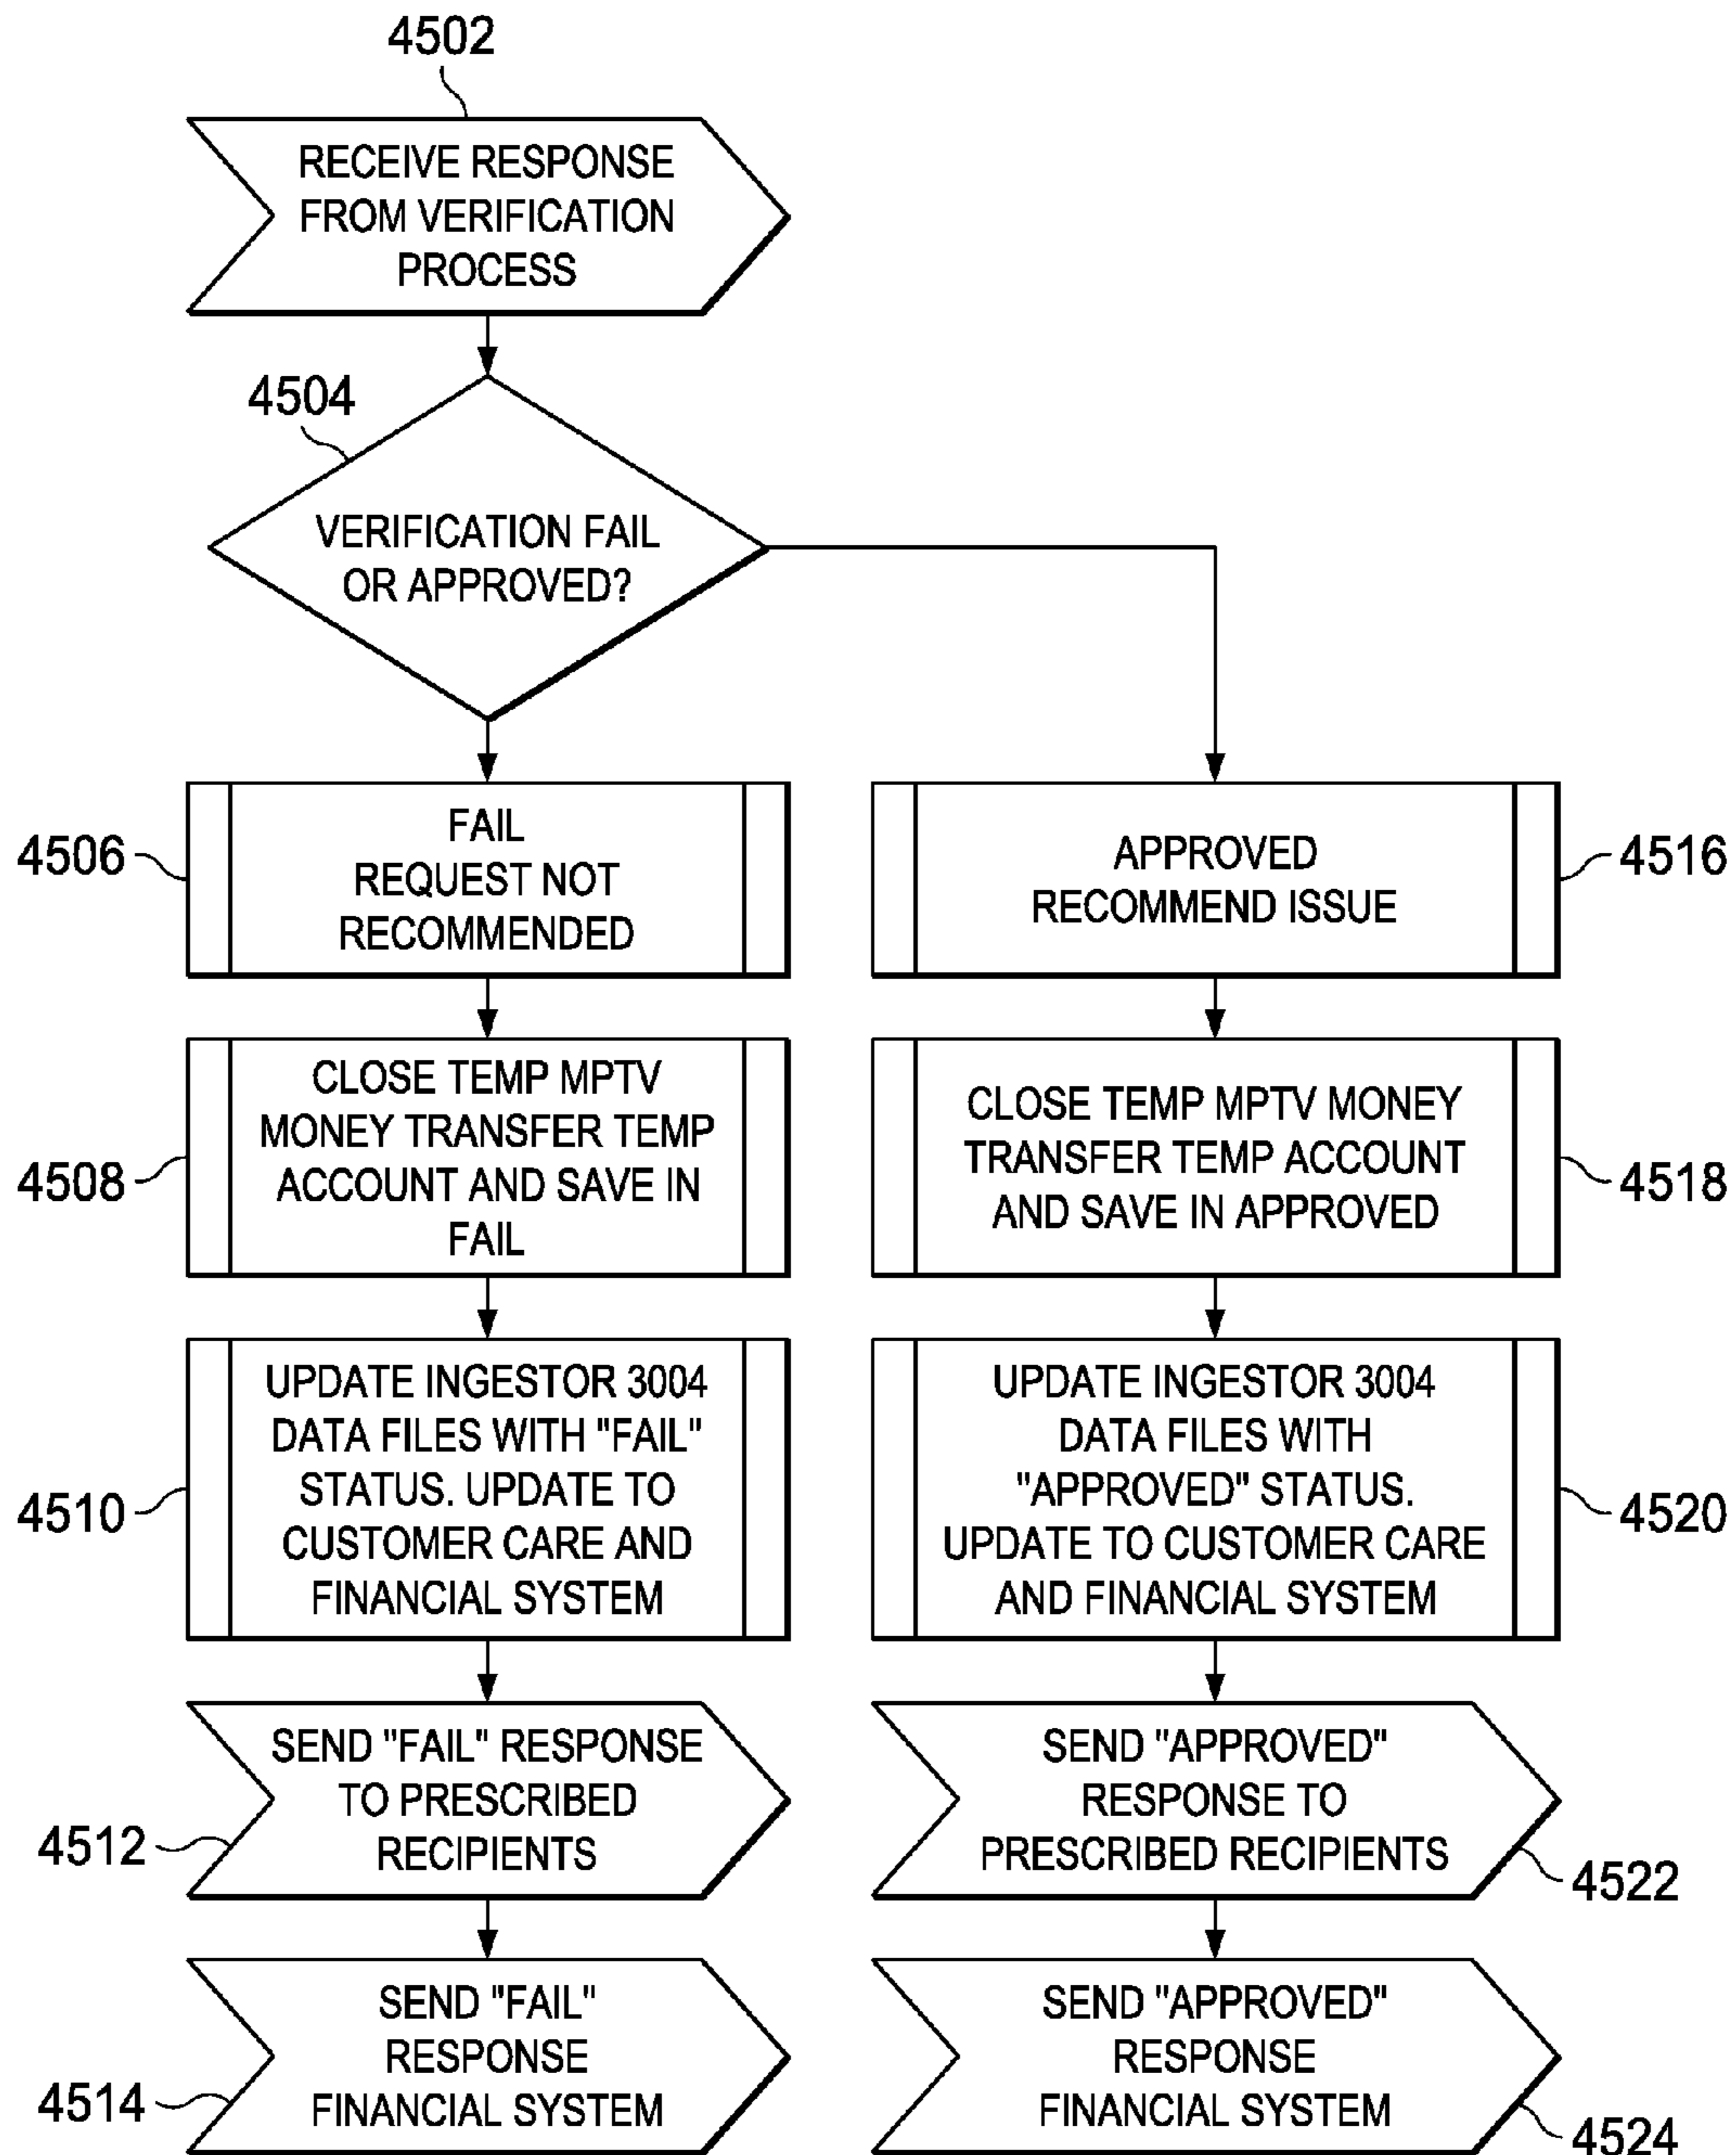 4502
RECEIVE RESPONSE
FROM VERIFICATION
PROCESS
4504
VERIFICATION FAIL
OR APPROVED?
4506
FAIL
REQUEST NOT
RECOMMENDED
4508
CLOSE TEMP MPTV
MONEY TRANSFER TEMP
ACCOUNT AND SAVE IN
FAIL
4510
UPDATE INGESTOR 3004
DATA FILES WITH "FAIL"
STATUS. UPDATE TO
CUSTOMER CARE AND
FINANCIAL SYSTEM
4512
SEND "FAIL" RESPONSE
TO PRESCRIBED
RECIPIENTS
4514
SEND "FAIL"
RESPONSE
FINANCIAL SYSTEM
4516
APPROVED
RECOMMEND ISSUE
4518
CLOSE TEMP MPTV MONEY
TRANSFER TEMP ACCOUNT
AND SAVE IN APPROVED
4520
UPDATE INGESTOR 3004
DATA FILES WITH
"APPROVED" STATUS.
UPDATE TO CUSTOMER CARE
AND FINANCIAL SYSTEM
4522
SEND "APPROVED"
RESPONSE TO
PRESCRIBED RECIPIENTS
4524
SEND "APPROVED"
RESPONSE
FINANCIAL SYSTEM